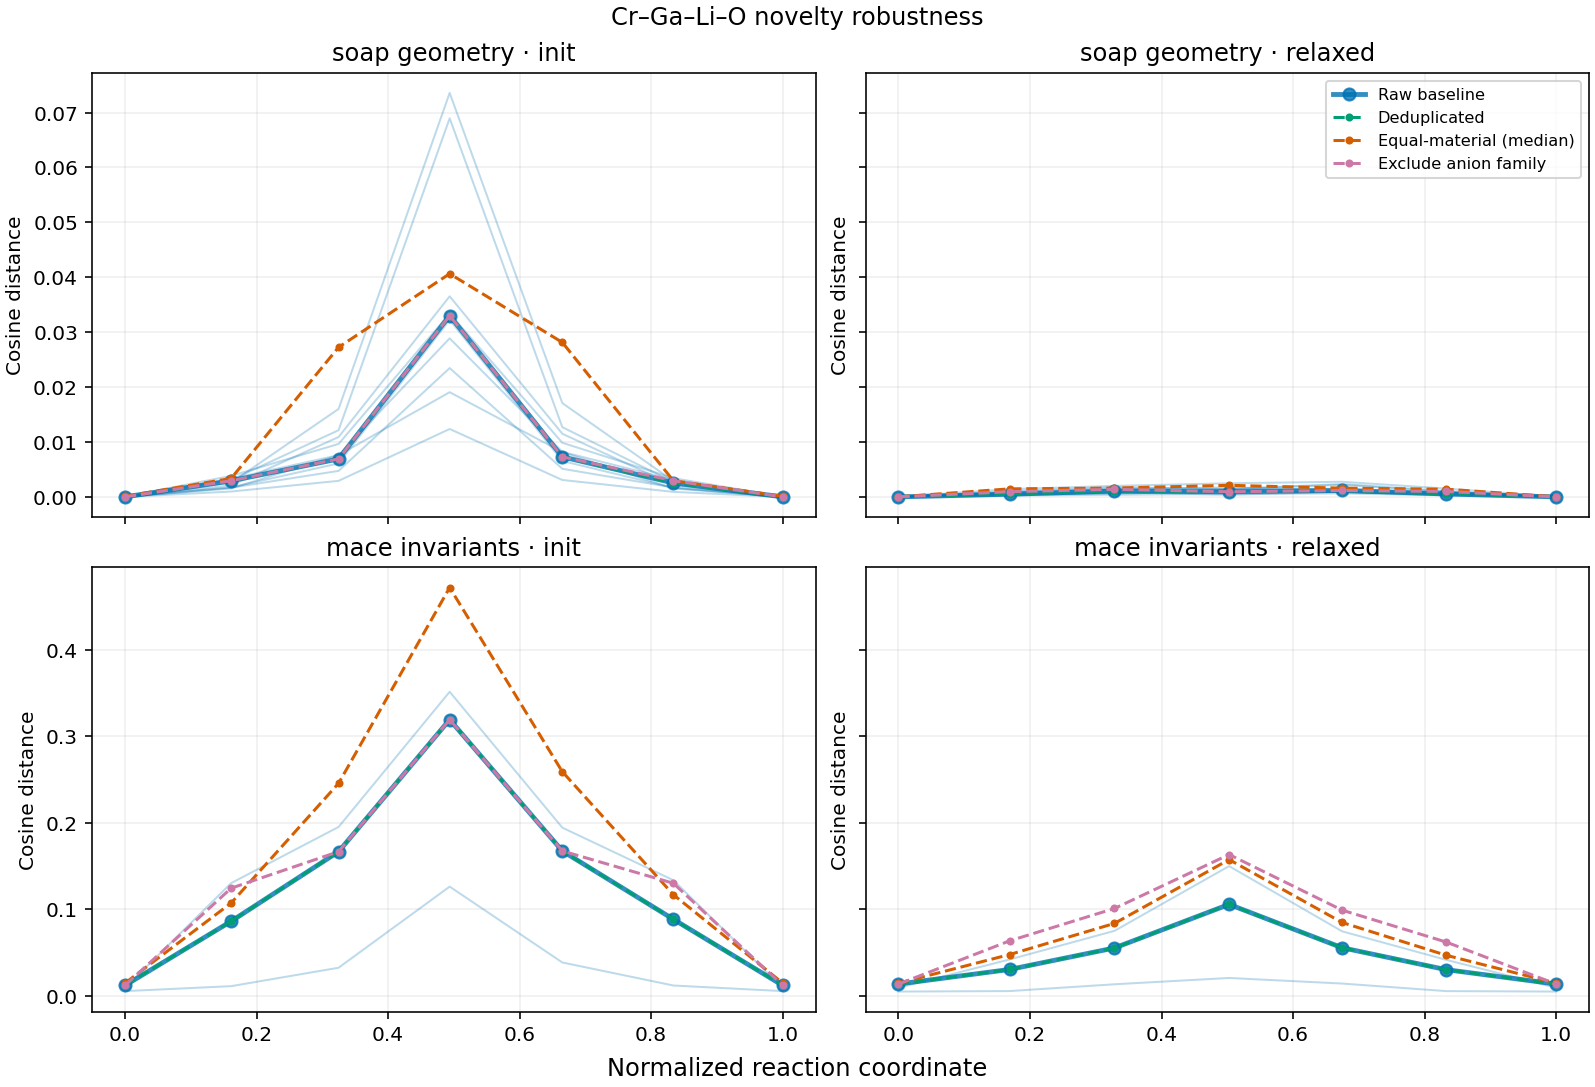 Cr–Ga–Li–O novelty robustness
soap geometry · init
soap geometry · relaxed
0.07
0.06
0.05
0.04
0.03
0.02
0.01
0.00
Cosine distance
Cosine distance
Raw baseline
Deduplicated
Equal-material (median)
Exclude anion family
mace invariants · init
mace invariants · relaxed
0.4
0.3
0.2
0.1
0.0
Cosine distance
Cosine distance
0.0 0.2 0.4 0.6 0.8 1.0
0.0 0.2 0.4 0.6 0.8 1.0
Normalized reaction coordinate